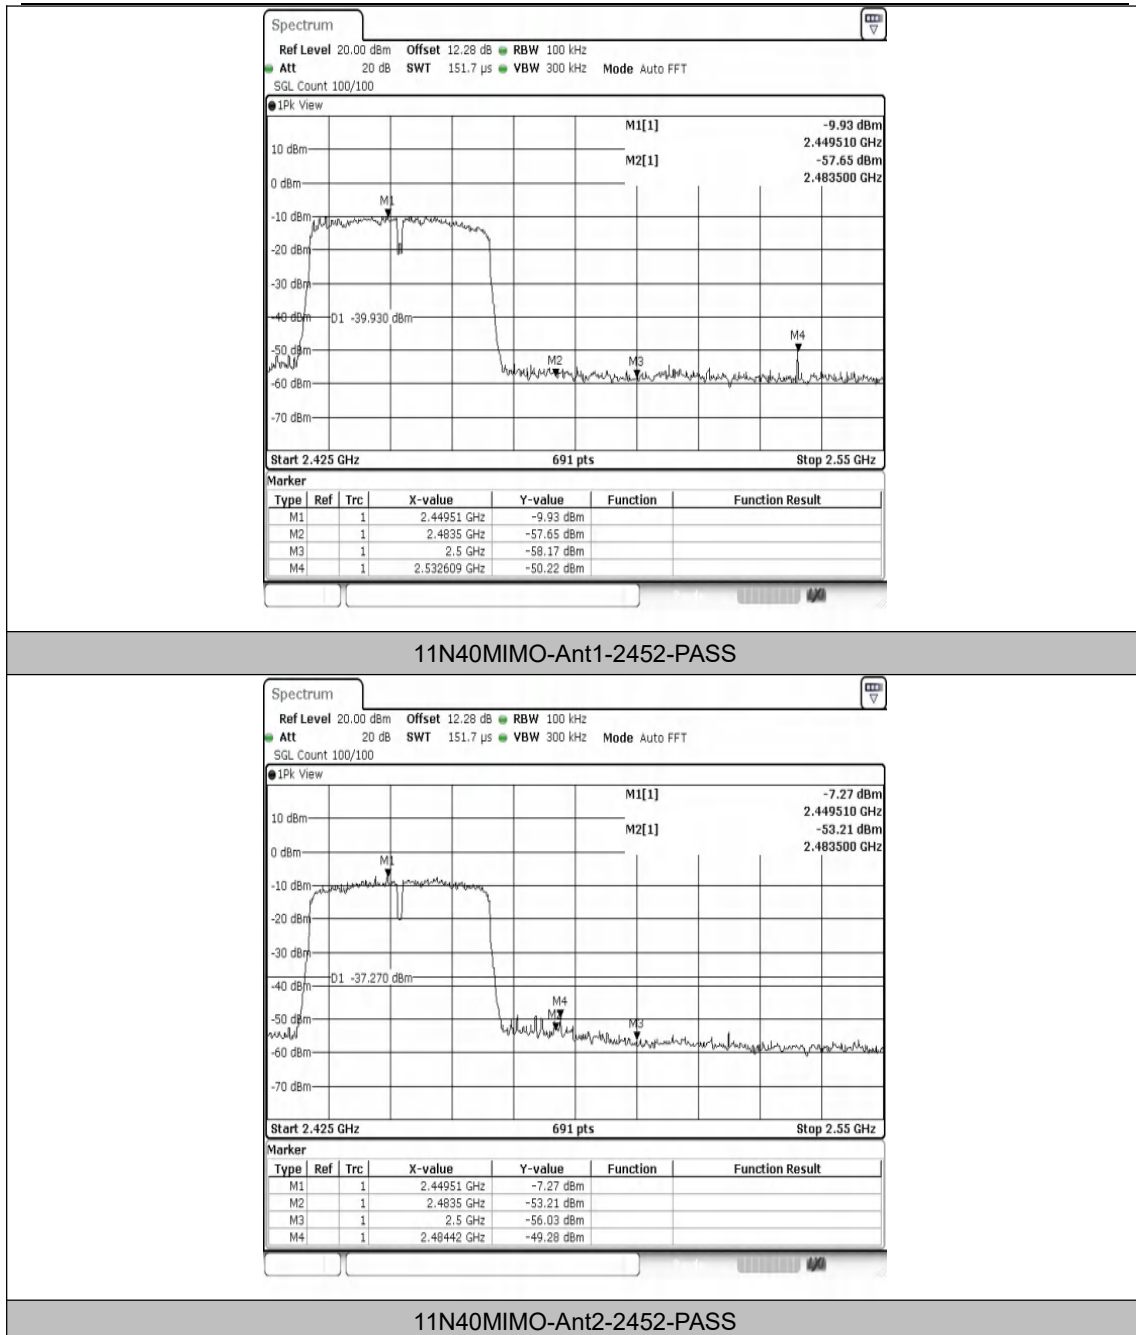 Spectrum
Ref Level 20.00 dBm Offset 12.28 dB RBW 100 kHz
Att 20 dB SWT 151.7 µs VBW 300 kHz Mode Auto FFT
SGL Count 100/100
1Pk View
M1[1] -9.93 dBm
2.449510 GHz
10 dBm
M2[1] -57.65 dBm
2.483500 GHz
0 dBm
M1
-10 dBm
-20 dBm
-30 dBm
-40 dBm
D1 -39.930 dBm
M4
-50 dBm
M2 M3
-60 dBm
-70 dBm
Start 2.425 GHz 691 pts Stop 2.55 GHz
Marker
Type Ref Trc X-value Y-value Function Function Result
M1 1 2.44951 GHz -9.93 dBm
M2 1 2.4835 GHz -57.65 dBm
M3 1 2.5 GHz -58.17 dBm
M4 1 2.532609 GHz -50.22 dBm
11N40MIMO-Ant1-2452-PASS
Spectrum
Ref Level 20.00 dBm Offset 12.28 dB RBW 100 kHz
Att 20 dB SWT 151.7 µs VBW 300 kHz Mode Auto FFT
SGL Count 100/100
1Pk View
M1[1] -7.27 dBm
2.449510 GHz
10 dBm
M2[1] -53.21 dBm
2.483500 GHz
0 dBm
M1
-10 dBm
-20 dBm
-30 dBm
D1 -37.270 dBm
-40 dBm
M4
-50 dBm
M2 M3
-60 dBm
-70 dBm
Start 2.425 GHz 691 pts Stop 2.55 GHz
Marker
Type Ref Trc X-value Y-value Function Function Result
M1 1 2.44951 GHz -7.27 dBm
M2 1 2.4835 GHz -53.21 dBm
M3 1 2.5 GHz -56.03 dBm
M4 1 2.48442 GHz -49.28 dBm
11N40MIMO-Ant2-2452-PASS